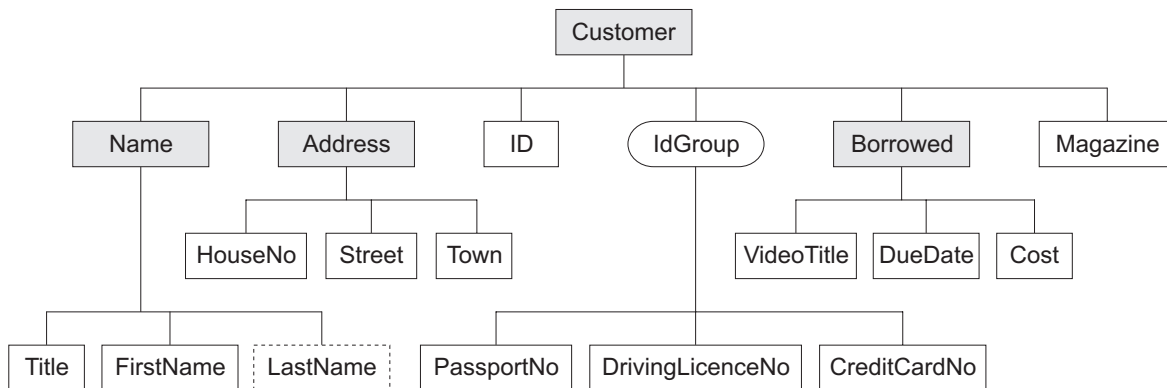 Customer
Name Address ID IdGroup Borrowed Magazine
HouseNo Street Town VideoTitle DueDate Cost
Title FirstName LastName PassportNo DrivingLicenceNo CreditCardNo